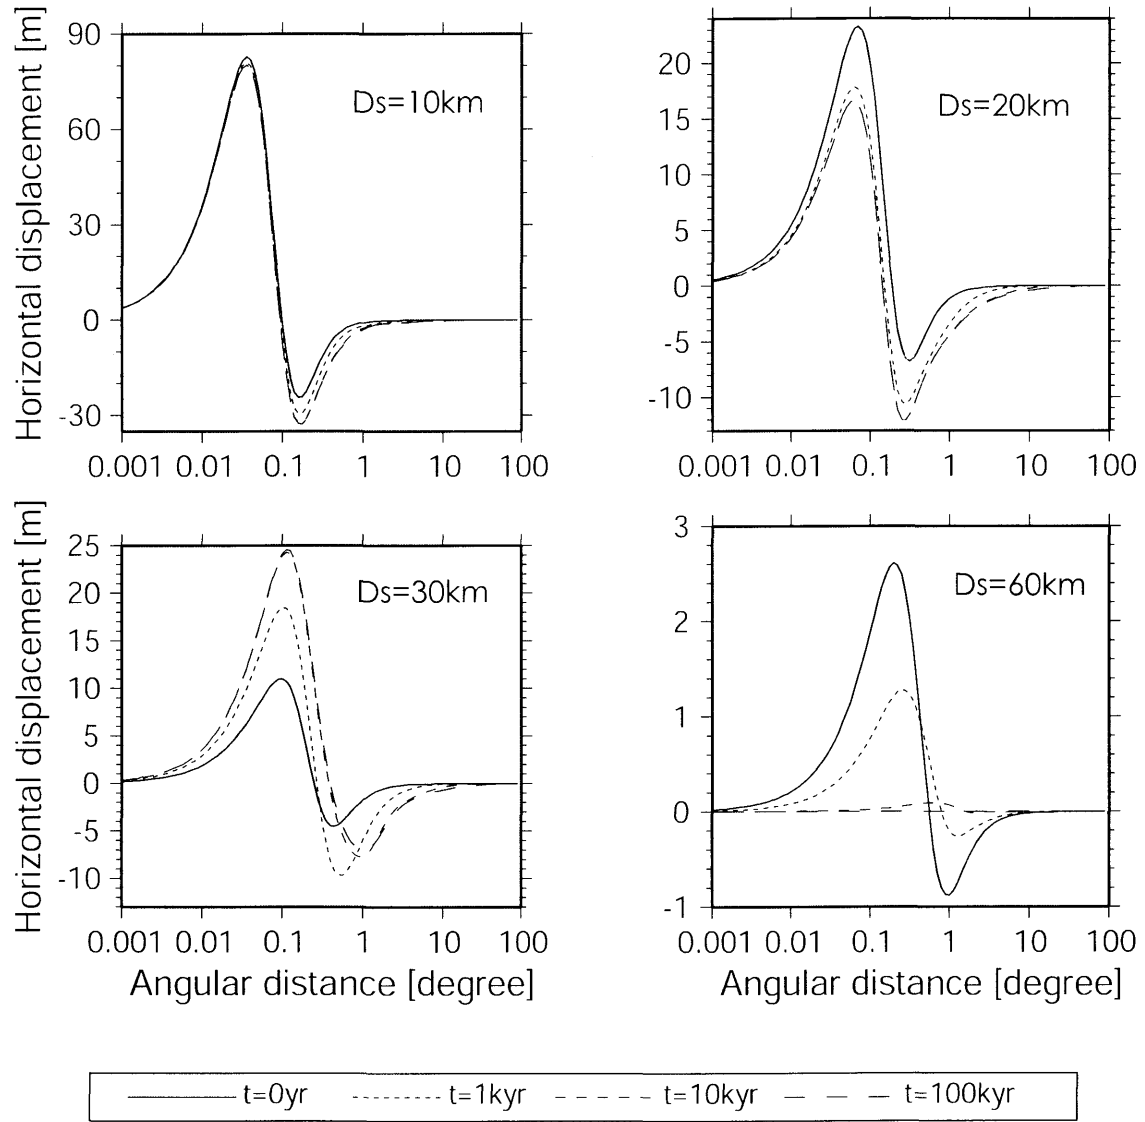 Horizontal displacement [m]
90
60
30
0
-30
Ds=10km
0.001 0.01 0.1 1 10 100
20
15
10
5
0
-5
-10
Ds=20km
0.001 0.01 0.1 1 10 100
Horizontal displacement [m]
25
20
15
10
5
0
-5
-10
Ds=30km
0.001 0.01 0.1 1 10 100
Angular distance [degree]
3
2
1
0
-1
Ds=60km
0.001 0.01 0.1 1 10 100
Angular distance [degree]
t=0yr t=1kyr t=10kyr t=100kyr